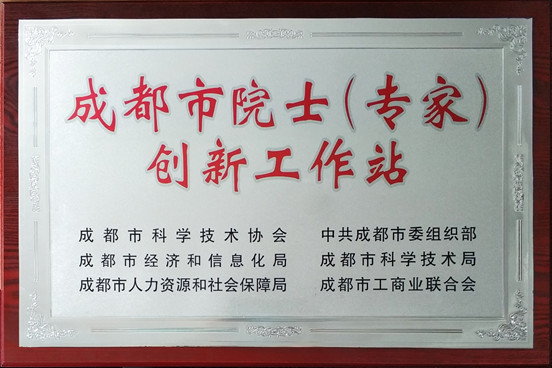 成都市院士（专家）
创新工作站
成都市科学技术协会 中共成都市委组织部
成都市经济和信息化局 成都市科学技术局
成都市人力资源和社会保障局 成都市工商业联合会